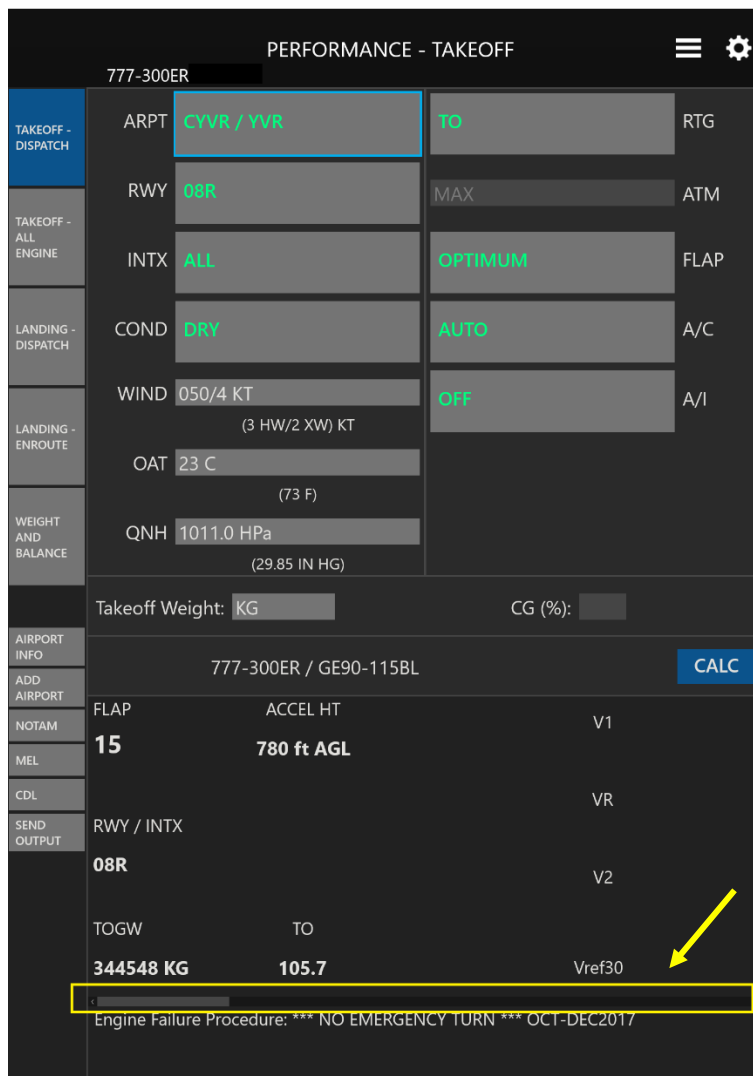 PERFORMANCE - TAKEOFF
777-300ER
TAKEOFF -
DISPATCH
TAKEOFF -
ALL
ENGINE
LANDING -
DISPATCH
LANDING -
ENROUTE
WEIGHT
AND
BALANCE
AIRPORT
INFO
ADD
AIRPORT
NOTAM
MEL
CDL
SEND
OUTPUT
ARPT CYVR / YVR TO RTG
RWY 08R MAX ATM
INTX ALL OPTIMUM FLAP
COND DRY AUTO A/C
WIND 050/4 KT OFF A/I
(3 HW/2 XW) KT
OAT 23 C
(73 F)
QNH 1011.0 HPa
(29.85 IN HG)
Takeoff Weight: KG CG (%):
777-300ER / GE90-115BL CALC
FLAP ACCEL HT V1
15 780 ft AGL
VR
RWY / INTX
08R V2
TOGW TO
344548 KG 105.7 Vref30
Engine Failure Procedure: *** NO EMERGENCY TURN *** OCT-DEC2017